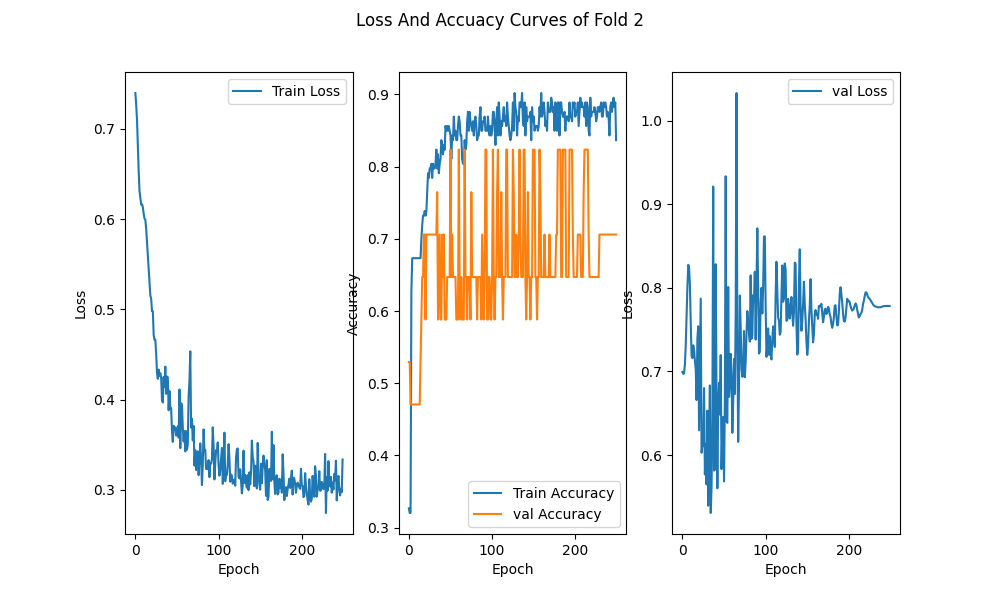 Loss And Accuacy Curves of Fold 2
Train Loss
0.7
0.6
0.5
0.4
0.3
Loss
0
100
200
Epoch
0.9
0.8
0.7
0.6
0.5
0.4
0.3
Accuracy
Train Accuracy
val Accuracy
0
100
200
Epoch
val Loss
1.0
0.9
0.8
0.7
0.6
Loss
0
100
200
Epoch